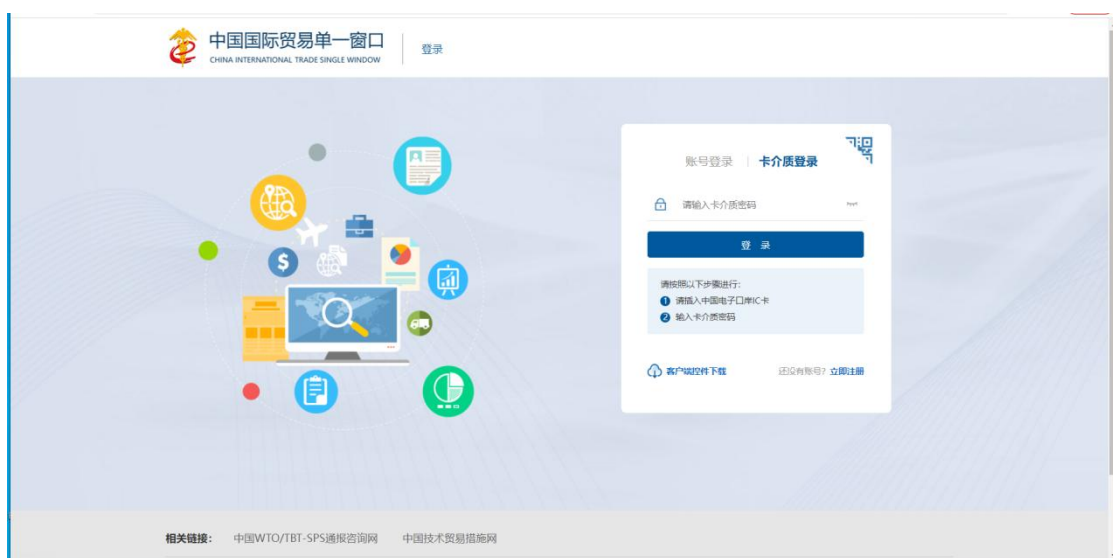 中国国际贸易单一窗口
CHINA INTERNATIONAL TRADE SINGLE WINDOW
登录
账号登录 | 卡介质登录
请输入卡介质密码
登 录
请按照以下步骤进行:
1 请插入中国电子口岸IC卡
2 输入卡介质密码
客户端控件下载
还没有账号? 立即注册
相关链接: 中国WTO/TBT-SPS通报咨询网 中国技术贸易措施网